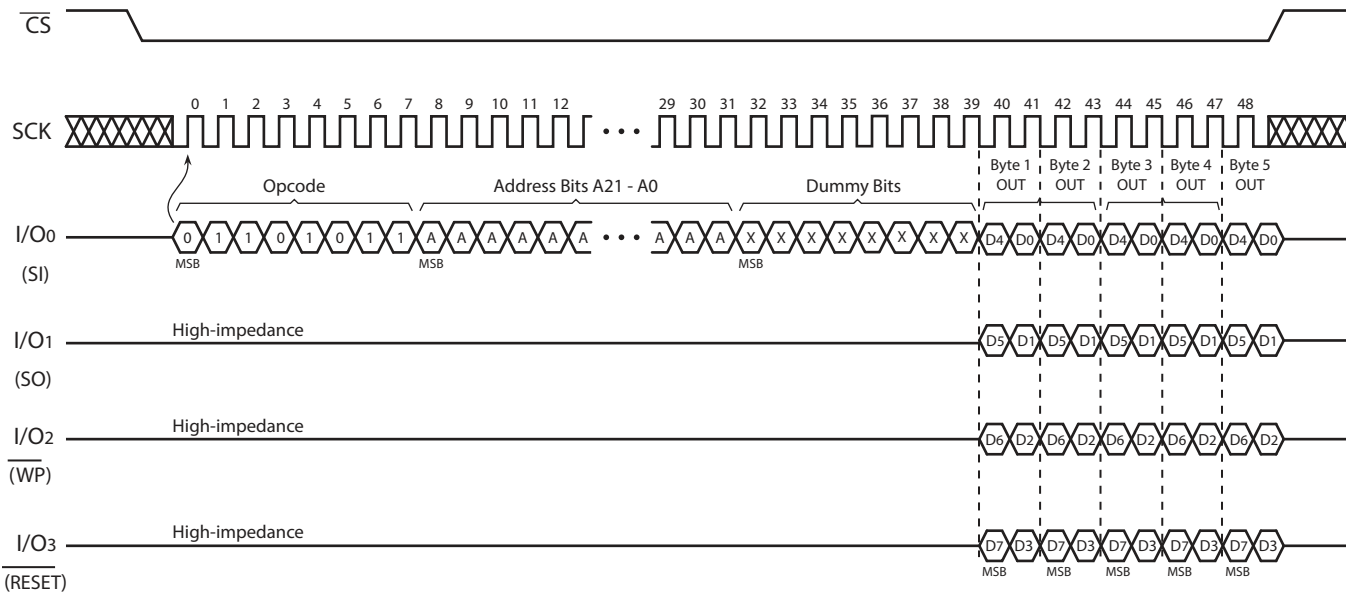 CS
SCK
0 1 2 3 4 5 6 7 8 9 10 11 12 29 30 31 32 33 34 35 36 37 38 39 40 41 42 43 44 45 46 47 48
• • •
Opcode
Address Bits A21 - A0
Dummy Bits
Byte 1 OUT
Byte 2 OUT
Byte 3 OUT
Byte 4 OUT
Byte 5 OUT
I/O0
(SI)
0 1 1 0 1 0 1 1 A A A A A A • • • A A A X X X X X X X X D4 D0 D4 D0 D4 D0 D4 D0 D4 D0
MSB MSB MSB
I/O1
(SO)
High-impedance
D5 D1 D5 D1 D5 D1 D5 D1 D5 D1
I/O2
(WP)
High-impedance
D6 D2 D6 D2 D6 D2 D6 D2 D6 D2
I/O3
(RESET)
High-impedance
D7 D3 D7 D3 D7 D3 D7 D3 D7 D3
MSB MSB MSB MSB MSB